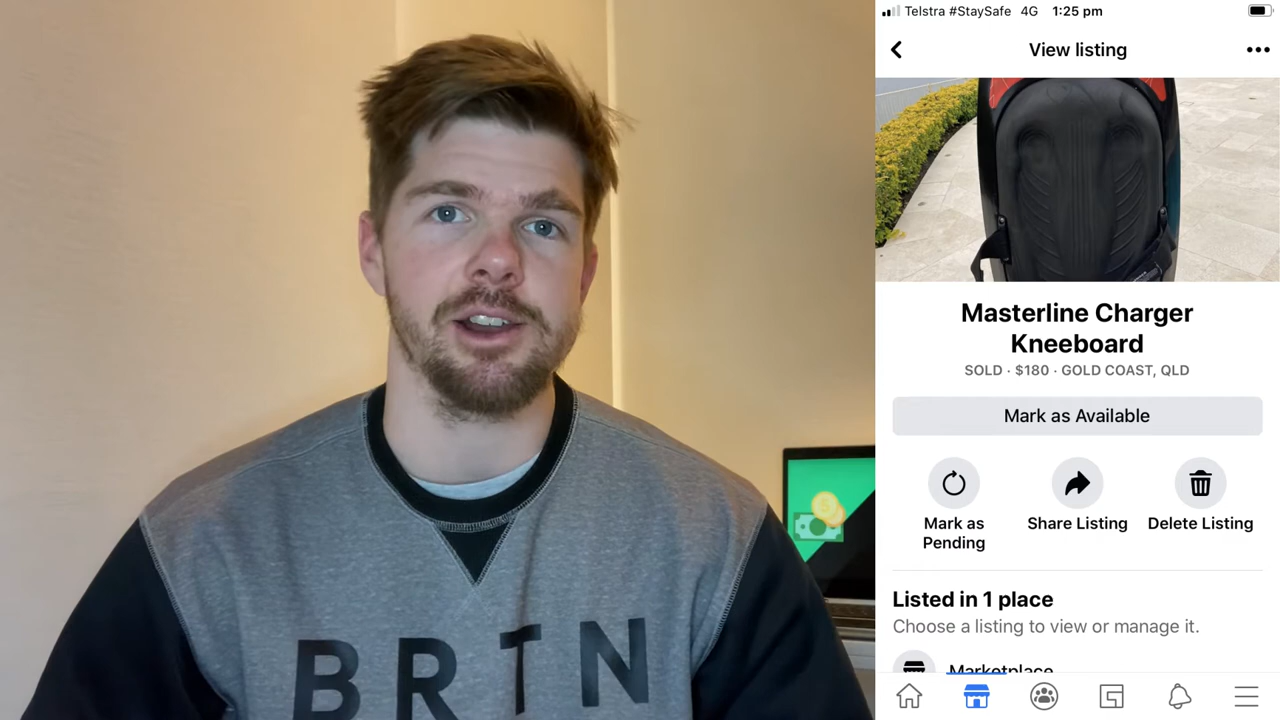 BRTN
Telstra #StaySafe 4G 1:25 pm
View listing
Masterline Charger
Kneeboard
SOLD · $180 · GOLD COAST, QLD
Mark as Available
Mark as
Pending
Share Listing
Delete Listing
Listed in 1 place
Choose a listing to view or manage it.
Marketplace